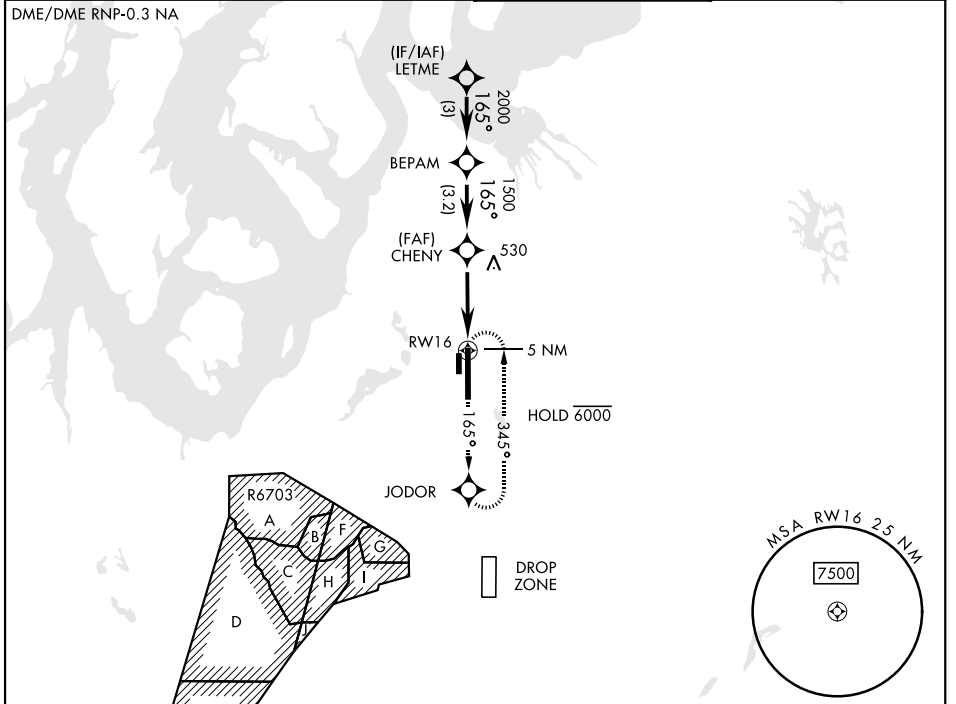 DME/DME RNP-0.3 NA
(IF/IAF)
LETME
2000
165°
(3)
BEPAM
1500
165°
(3.2)
(FAF)
CHENY
530
RW16
5 NM
HOLD 6000
165°
345°
JODOR
R6703
A
B
F
G
C
H
I
D
J
DROP
ZONE
MSA RW16 25 NM
7500